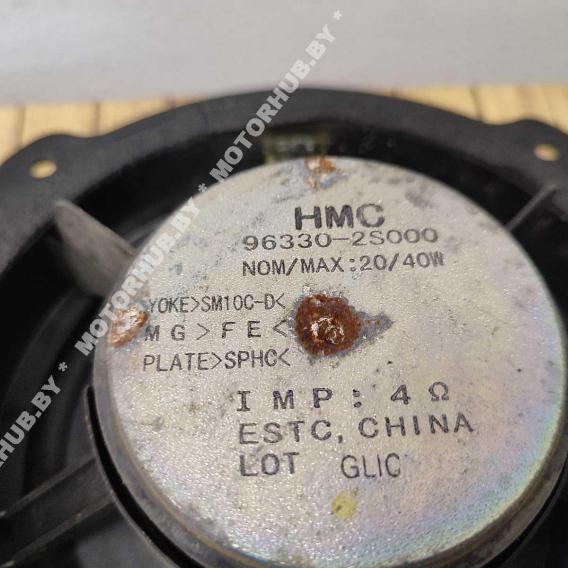 HMC
96330-2S000
NOM/MAX:20/40W
YOKE>SM10C-D<
MG>FE<
PLATE>SPHC<
IMP: 4Ω
ESTC, CHINA
LOT GLIC
MOTORHUB.BY * MOTORHUB.BY * MOTORHUB.BY *